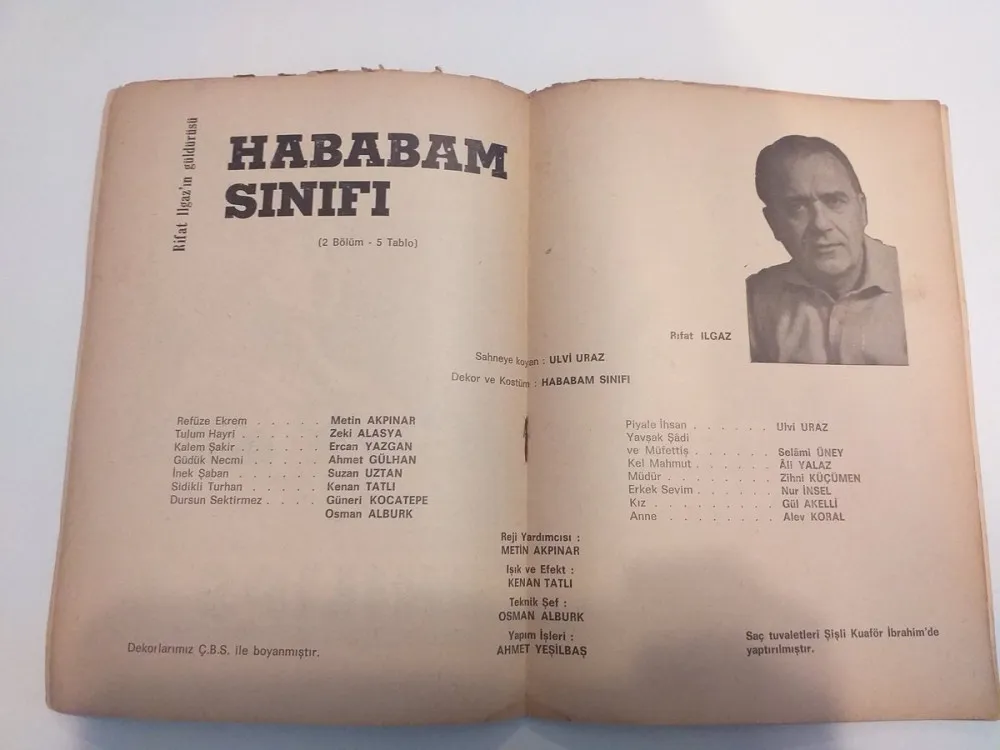 Rifat Ilgaz'ın güldürüsü
HABABAM
SINIFI
(2 Bölüm - 5 Tablo)
Rıfat ILGAZ
Sahneye koyan : ULVİ URAZ
Dekor ve Kostüm : HABABAM SINIFI
Refüze Ekrem . . . . . Metin AKPINAR
Tulum Hayri . . . . . . Zeki ALASYA
Kalem Şakir . . . . . . Ercan YAZGAN
Güdük Necmi . . . . . Ahmet GÜLHAN
İnek Şaban . . . . . . Suzan UZTAN
Sidikli Turhan . . . . . Kenan TATLI
Dursun Sektirmez . . . . Güneri KOCATEPE
Osman ALBURK
Piyale İhsan . . . . . . Ulvi URAZ
Yavşak Şâdi
ve Müfettiş . . . . . . Selâmi ÜNEY
Kel Mahmut . . . . . . Âli YALAZ
Müdür . . . . . . . . Zihni KÜÇÜMEN
Erkek Sevim . . . . . . Nur İNSEL
Kız . . . . . . . . . Gül AKELLİ
Anne . . . . . . . . Alev KORAL
Reji Yardımcısı :
METİN AKPINAR
Işık ve Efekt :
KENAN TATLI
Teknik Şef :
OSMAN ALBURK
Yapım İşleri :
AHMET YEŞİLBAŞ
Dekorlarımız Ç.B.S. ile boyanmıştır.
Saç tuvaletleri Şişli Kuaför İbrahim'de
yaptırılmıştır.